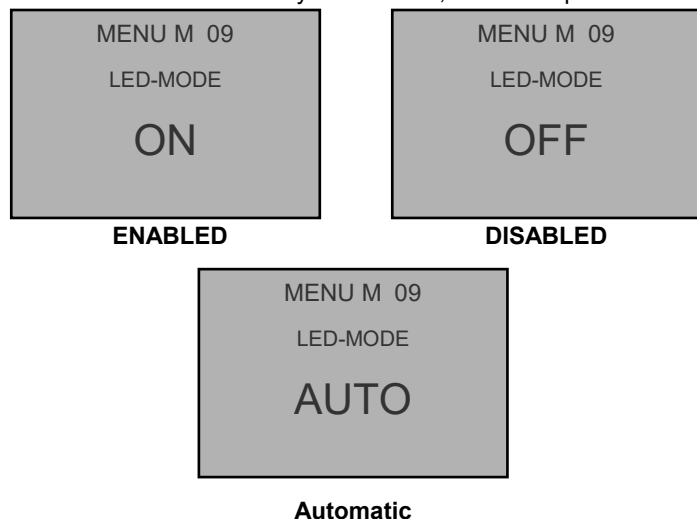 MENU M 09
LED-MODE
ON
ENABLED
MENU M 09
LED-MODE
OFF
DISABLED
MENU M 09
LED-MODE
AUTO
Automatic